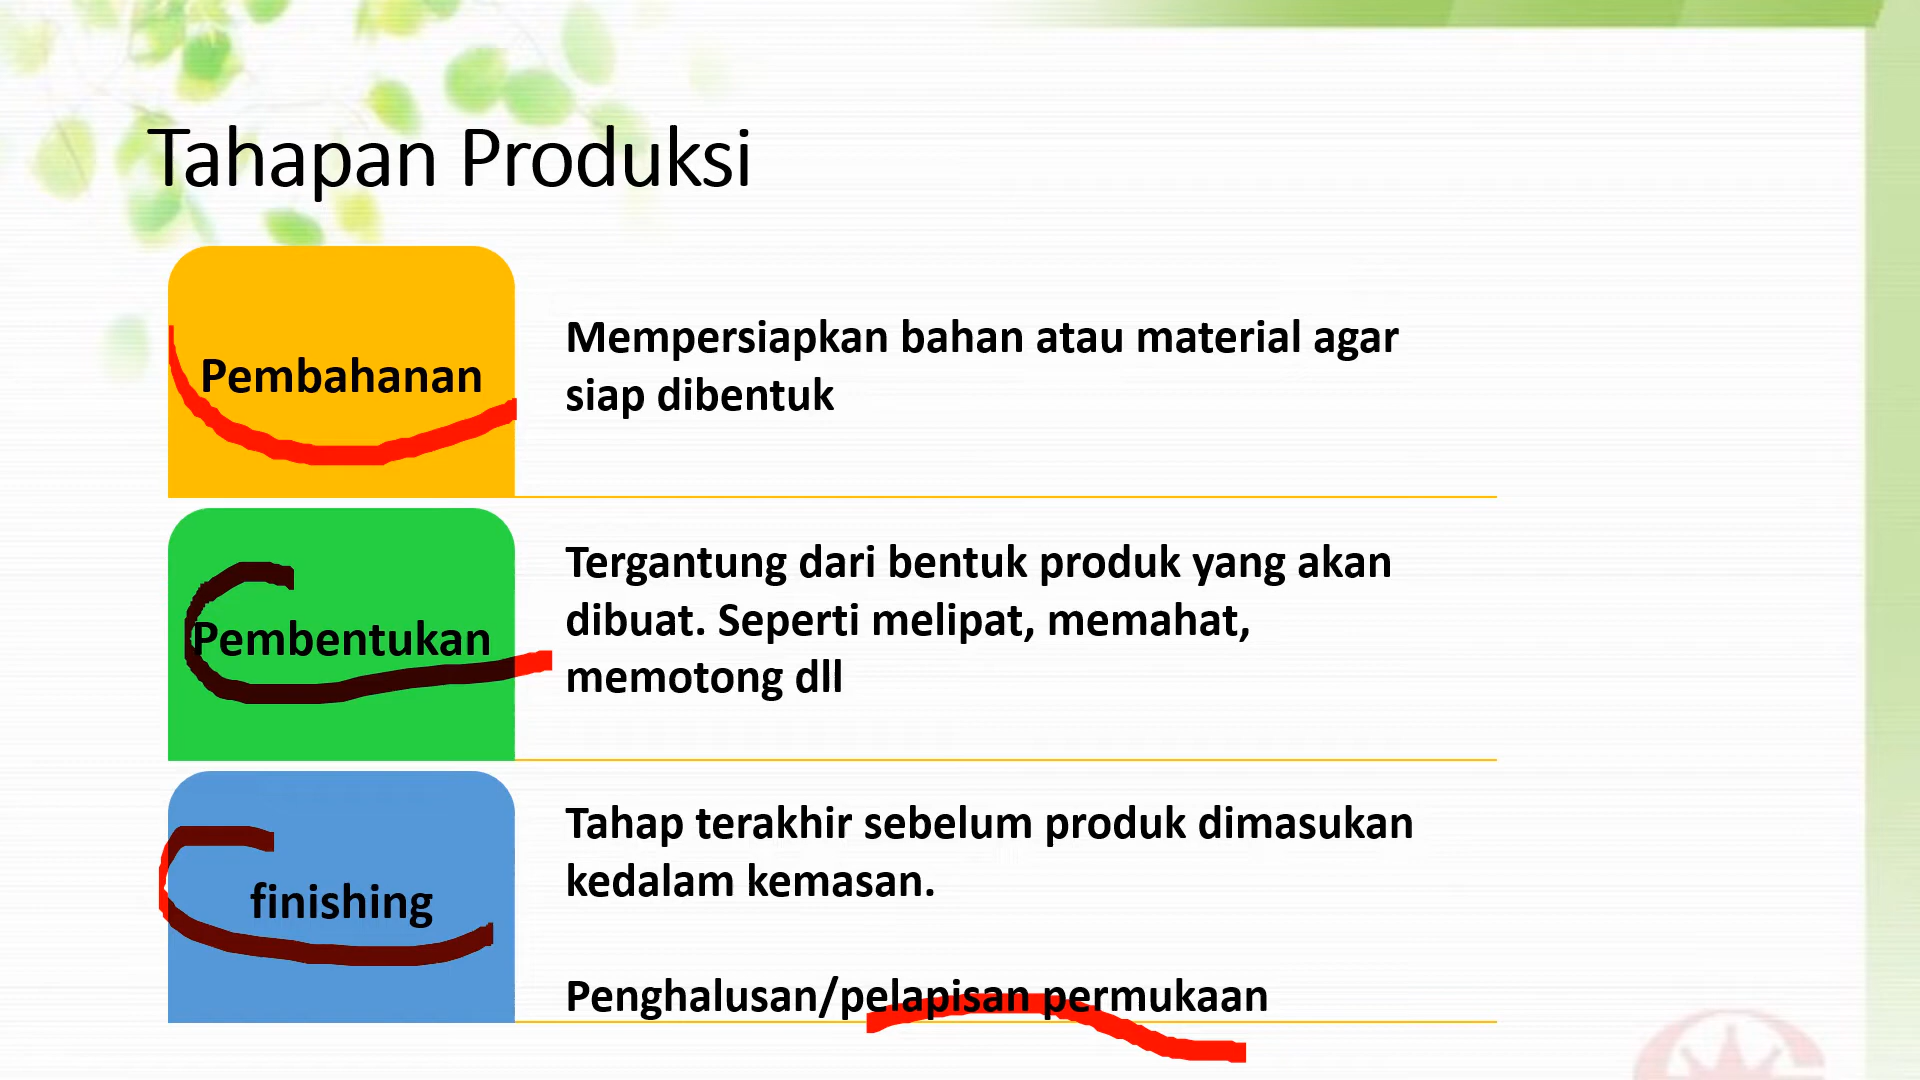 Tahapan Produksi
Pembahanan
Mempersiapkan bahan atau material agar
siap dibentuk
Pembentukan
Tergantung dari bentuk produk yang akan
dibuat. Seperti melipat, memahat,
memotong dll
finishing
Tahap terakhir sebelum produk dimasukan
kedalam kemasan.
Penghalusan/pelapisan permukaan